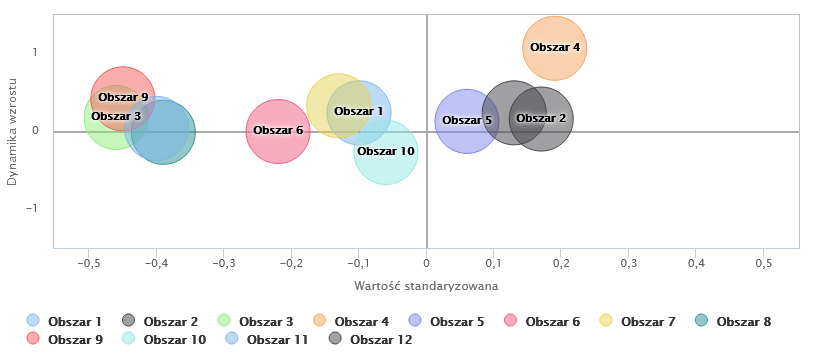 Dynamika wzrostu
1
0
−1
Obszar 4
Obszar 9
Obszar 3
Obszar 1
Obszar 6
Obszar 5
Obszar 2
Obszar 10
−0,5 −0,4 −0,3 −0,2 −0,1 0 0,1 0,2 0,3 0,4 0,5
Wartość standaryzowana
Obszar 1 Obszar 2 Obszar 3 Obszar 4 Obszar 5 Obszar 6 Obszar 7 Obszar 8
Obszar 9 Obszar 10 Obszar 11 Obszar 12